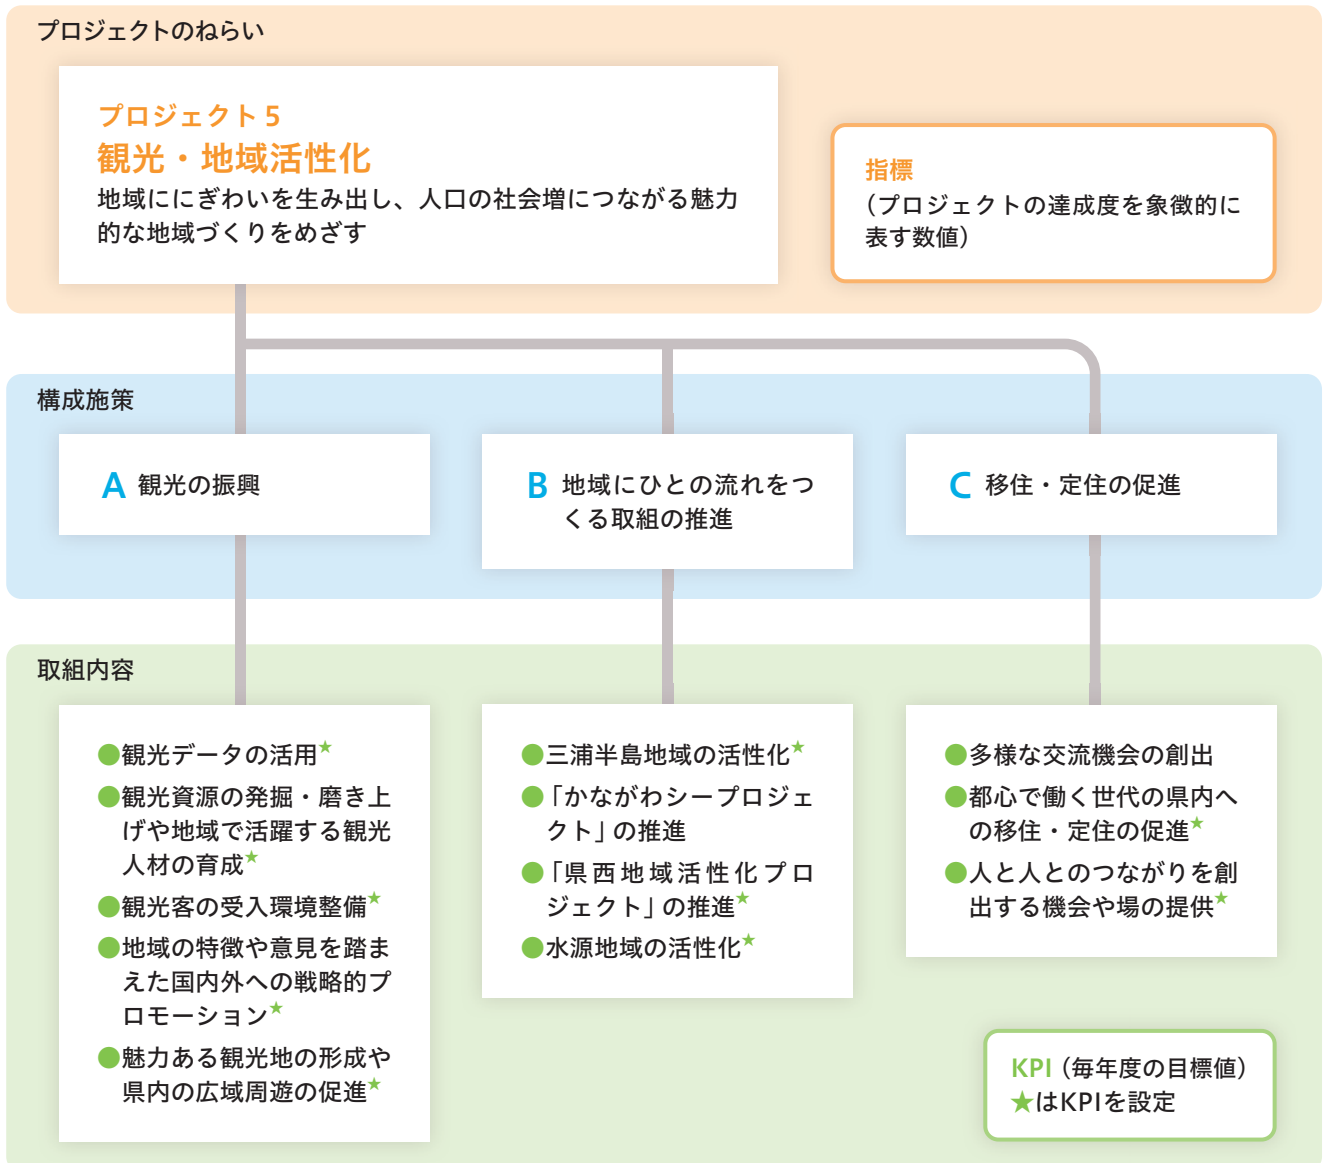 プロジェクトのねらい
プロジェクト 5
観光・地域活性化
地域ににぎわいを生み出し、人口の社会増につながる魅力
的な地域づくりをめざす
指標
（プロジェクトの達成度を象徴的に
表す数値）
構成施策
A 観光の振興
B 地域にひとの流れをつ
くる取組の推進
C 移住・定住の促進
取組内容
●観光データの活用★
●観光資源の発掘・磨き上
げや地域で活躍する観光
人材の育成★
●観光客の受入環境整備★
●地域の特徴や意見を踏ま
えた国内外への戦略的プ
ロモーション★
●魅力ある観光地の形成や
県内の広域周遊の促進★
●三浦半島地域の活性化★
●「かながわシープロジェ
クト」の推進
●「県西地域活性化プロ
ジェクト」の推進★
●水源地域の活性化★
●多様な交流機会の創出
●都心で働く世代の県内へ
の移住・定住の促進★
●人と人とのつながりを創
出する機会や場の提供★
KPI（毎年度の目標値）
★はKPIを設定